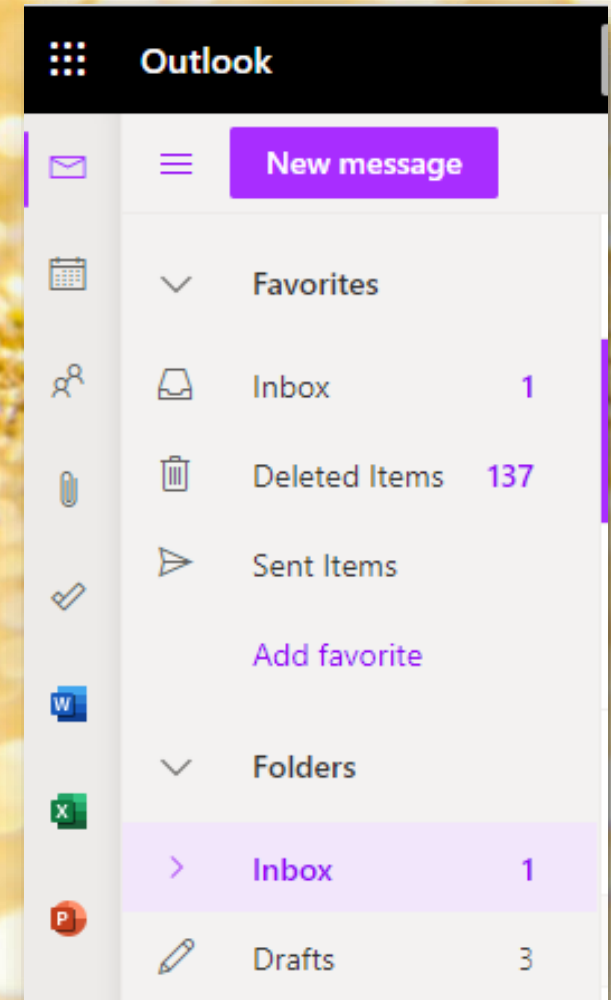 Outlook
New message
Favorites
Inbox 1
Deleted Items 137
Sent Items
Add favorite
Folders
Inbox 1
Drafts 3
W
X
P